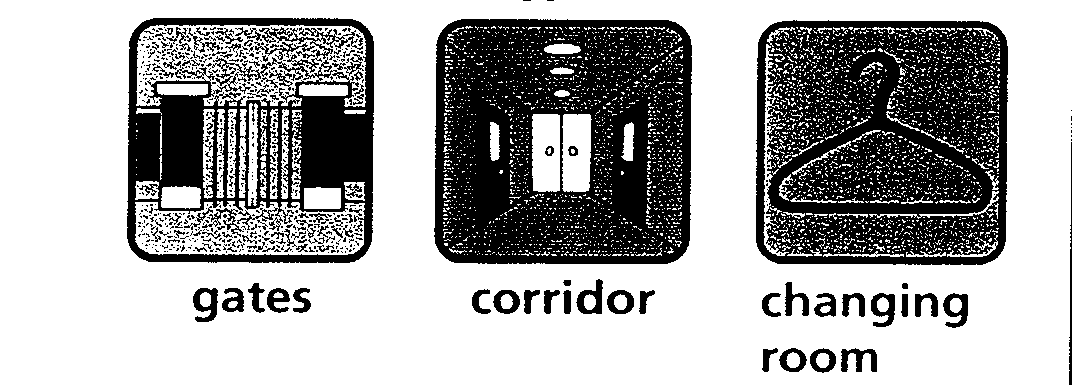 gates
corridor
changing
room